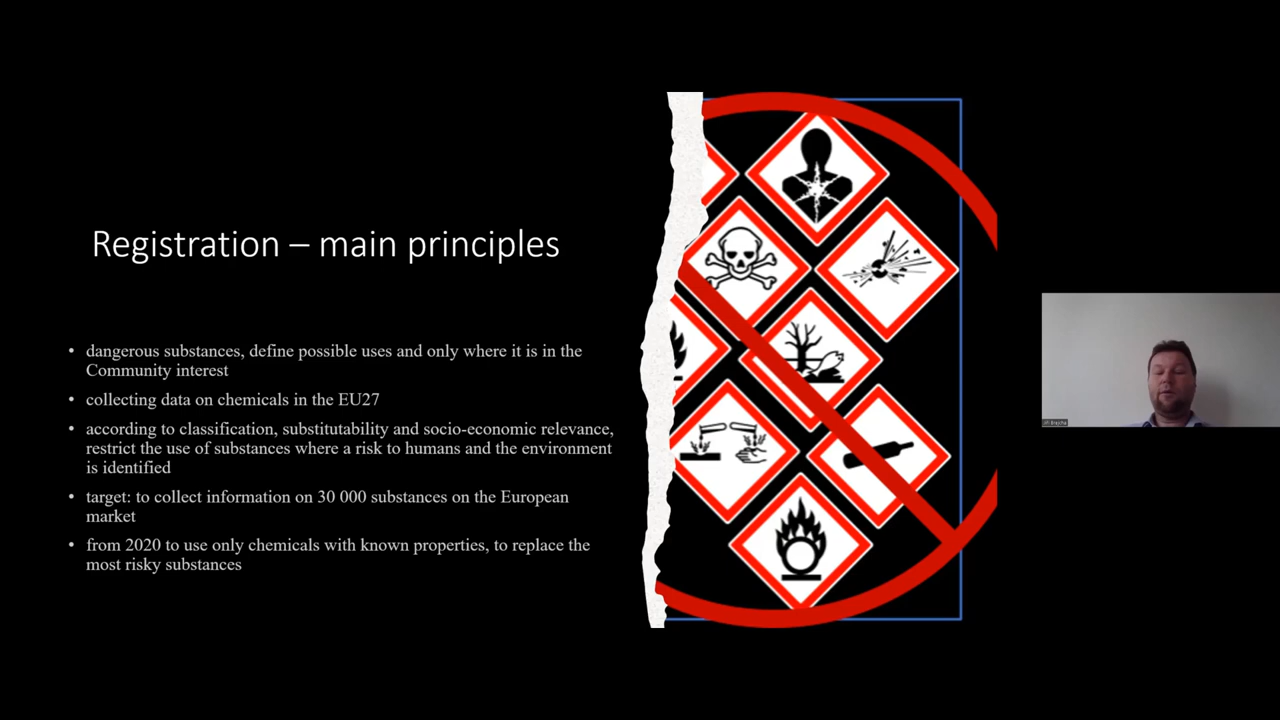 Registration – main principles
• dangerous substances, define possible uses and only where it is in the
Community interest
• collecting data on chemicals in the EU27
• according to classification, substitutability and socio-economic relevance,
restrict the use of substances where a risk to humans and the environment
is identified
• target: to collect information on 30 000 substances on the European
market
• from 2020 to use only chemicals with known properties, to replace the
most risky substances